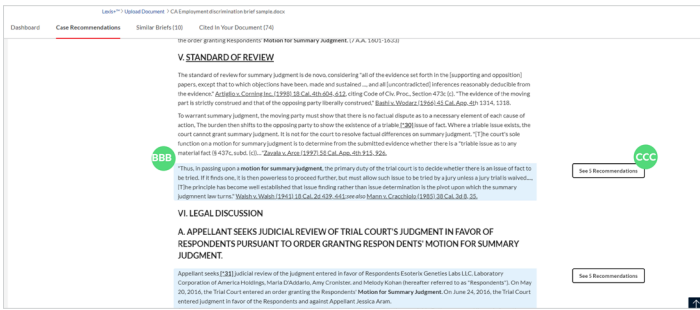 Lexis+™ > Upload Document > CA Employment discrimination brief sample.docx
Dashboard Case Recommendations Similar Briefs (10) Cited In Your Document (74)
the order granting Respondents' Motion for Summary Judgment. (7 A.A. 1601-1633)
V. STANDARD OF REVIEW
The standard of review for summary judgment is de novo, considering "all of the evidence set forth in the [supporting and opposition]
papers, except that to which objections have been, made and sustained ...., and all [uncontradicted] inferences reasonably deducible from
the evidence." Artiglio v. Corning Inc. (1998) 18 Cal. 4th 604, 612, citing Code of Civ. Proc., Section 473c (c). "The evidence of the moving
part is strictly construed and that of the opposing party liberally construed," Bashi v. Wodarz (1966) 45 Cal. App. 4th 1314, 1318.
To warrant summary judgment, the moving party must show that there is no factual dispute as to a necessary element of each cause of
action, The burden then shifts to the opposing party to show the existence of a triable [*30] issue of fact. Where a triable issue exists, the
court cannot grant summary judgment. It is not for the court to resolve factual differences on summary judgment. "[T]he court's sole
function on a motion for summary judgment is to determine from the submitted evidence whether there is a "triable issue as to any
material fact (§ 437c, subd. (c))..." Zavala v. Arce (1997) 58 Cal. App. 4th 913, 926.
BBB
CCC
"Thus, in passing upon a motion for summary judgment, the primary duty of the trial court is to decide whether there is an issue of fact to
be tried. If it finds one, it is then powerless to proceed further, but must allow such issue to be tried by a jury unless a jury trial is waived....,
[T]he principle has become well established that issue finding rather than issue determination is the pivot upon which the summary
judgmment law turns." Walsh v. Walsh (1941) 18 Cal. 2d 439, 441;see also Mann v. Cracchiolo (1985) 38 Cal. 3d 8, 35.
See 5 Recommendations
VI. LEGAL DISCUSSION
A. APPELLANT SEEKS JUDICIAL REVIEW OF TRIAL COURT'S JUDGMENT IN FAVOR OF
RESPONDENTS PURSUANT TO ORDER GRANTNG RESPON DENTS' MOTION FOR SUMMARY
JUDGMENT.
Appellant seeks [*31] judicial review of the judgment entered in favor of Respondents Esoterix Geneties Labs LLC. Laboratory
Corporation of America Holdings, Maria D'Addario, Amy Cronister, and Melody Kohan (hereafter referred to as "Respondents"). On May
20, 2016, the Trial Court entered an order granting the Respondents' Motion for Summary Judgment. On June 24, 2016, the Trial Court
entered judgment in favor of the Respondents and against Appellant Jessica Aram.
See 5 Recommendations